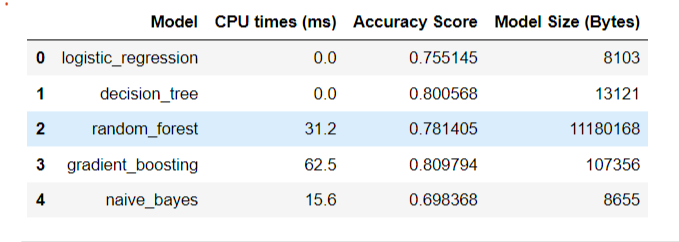 Model CPU times (ms) Accuracy Score Model Size (Bytes)
0 logistic_regression 0.0 0.755145 8103
1 decision_tree 0.0 0.800568 13121
2 random_forest 31.2 0.781405 11180168
3 gradient_boosting 62.5 0.809794 107356
4 naive_bayes 15.6 0.698368 8655